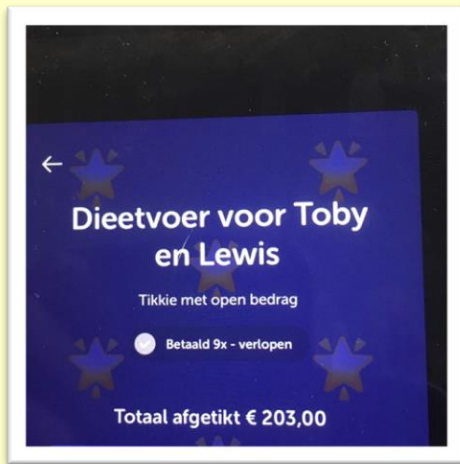 Dieetvoer voor Toby
en Lewis
Tikkie met open bedrag
Betaald 9x - verlopen
Totaal afgetikt € 203,00